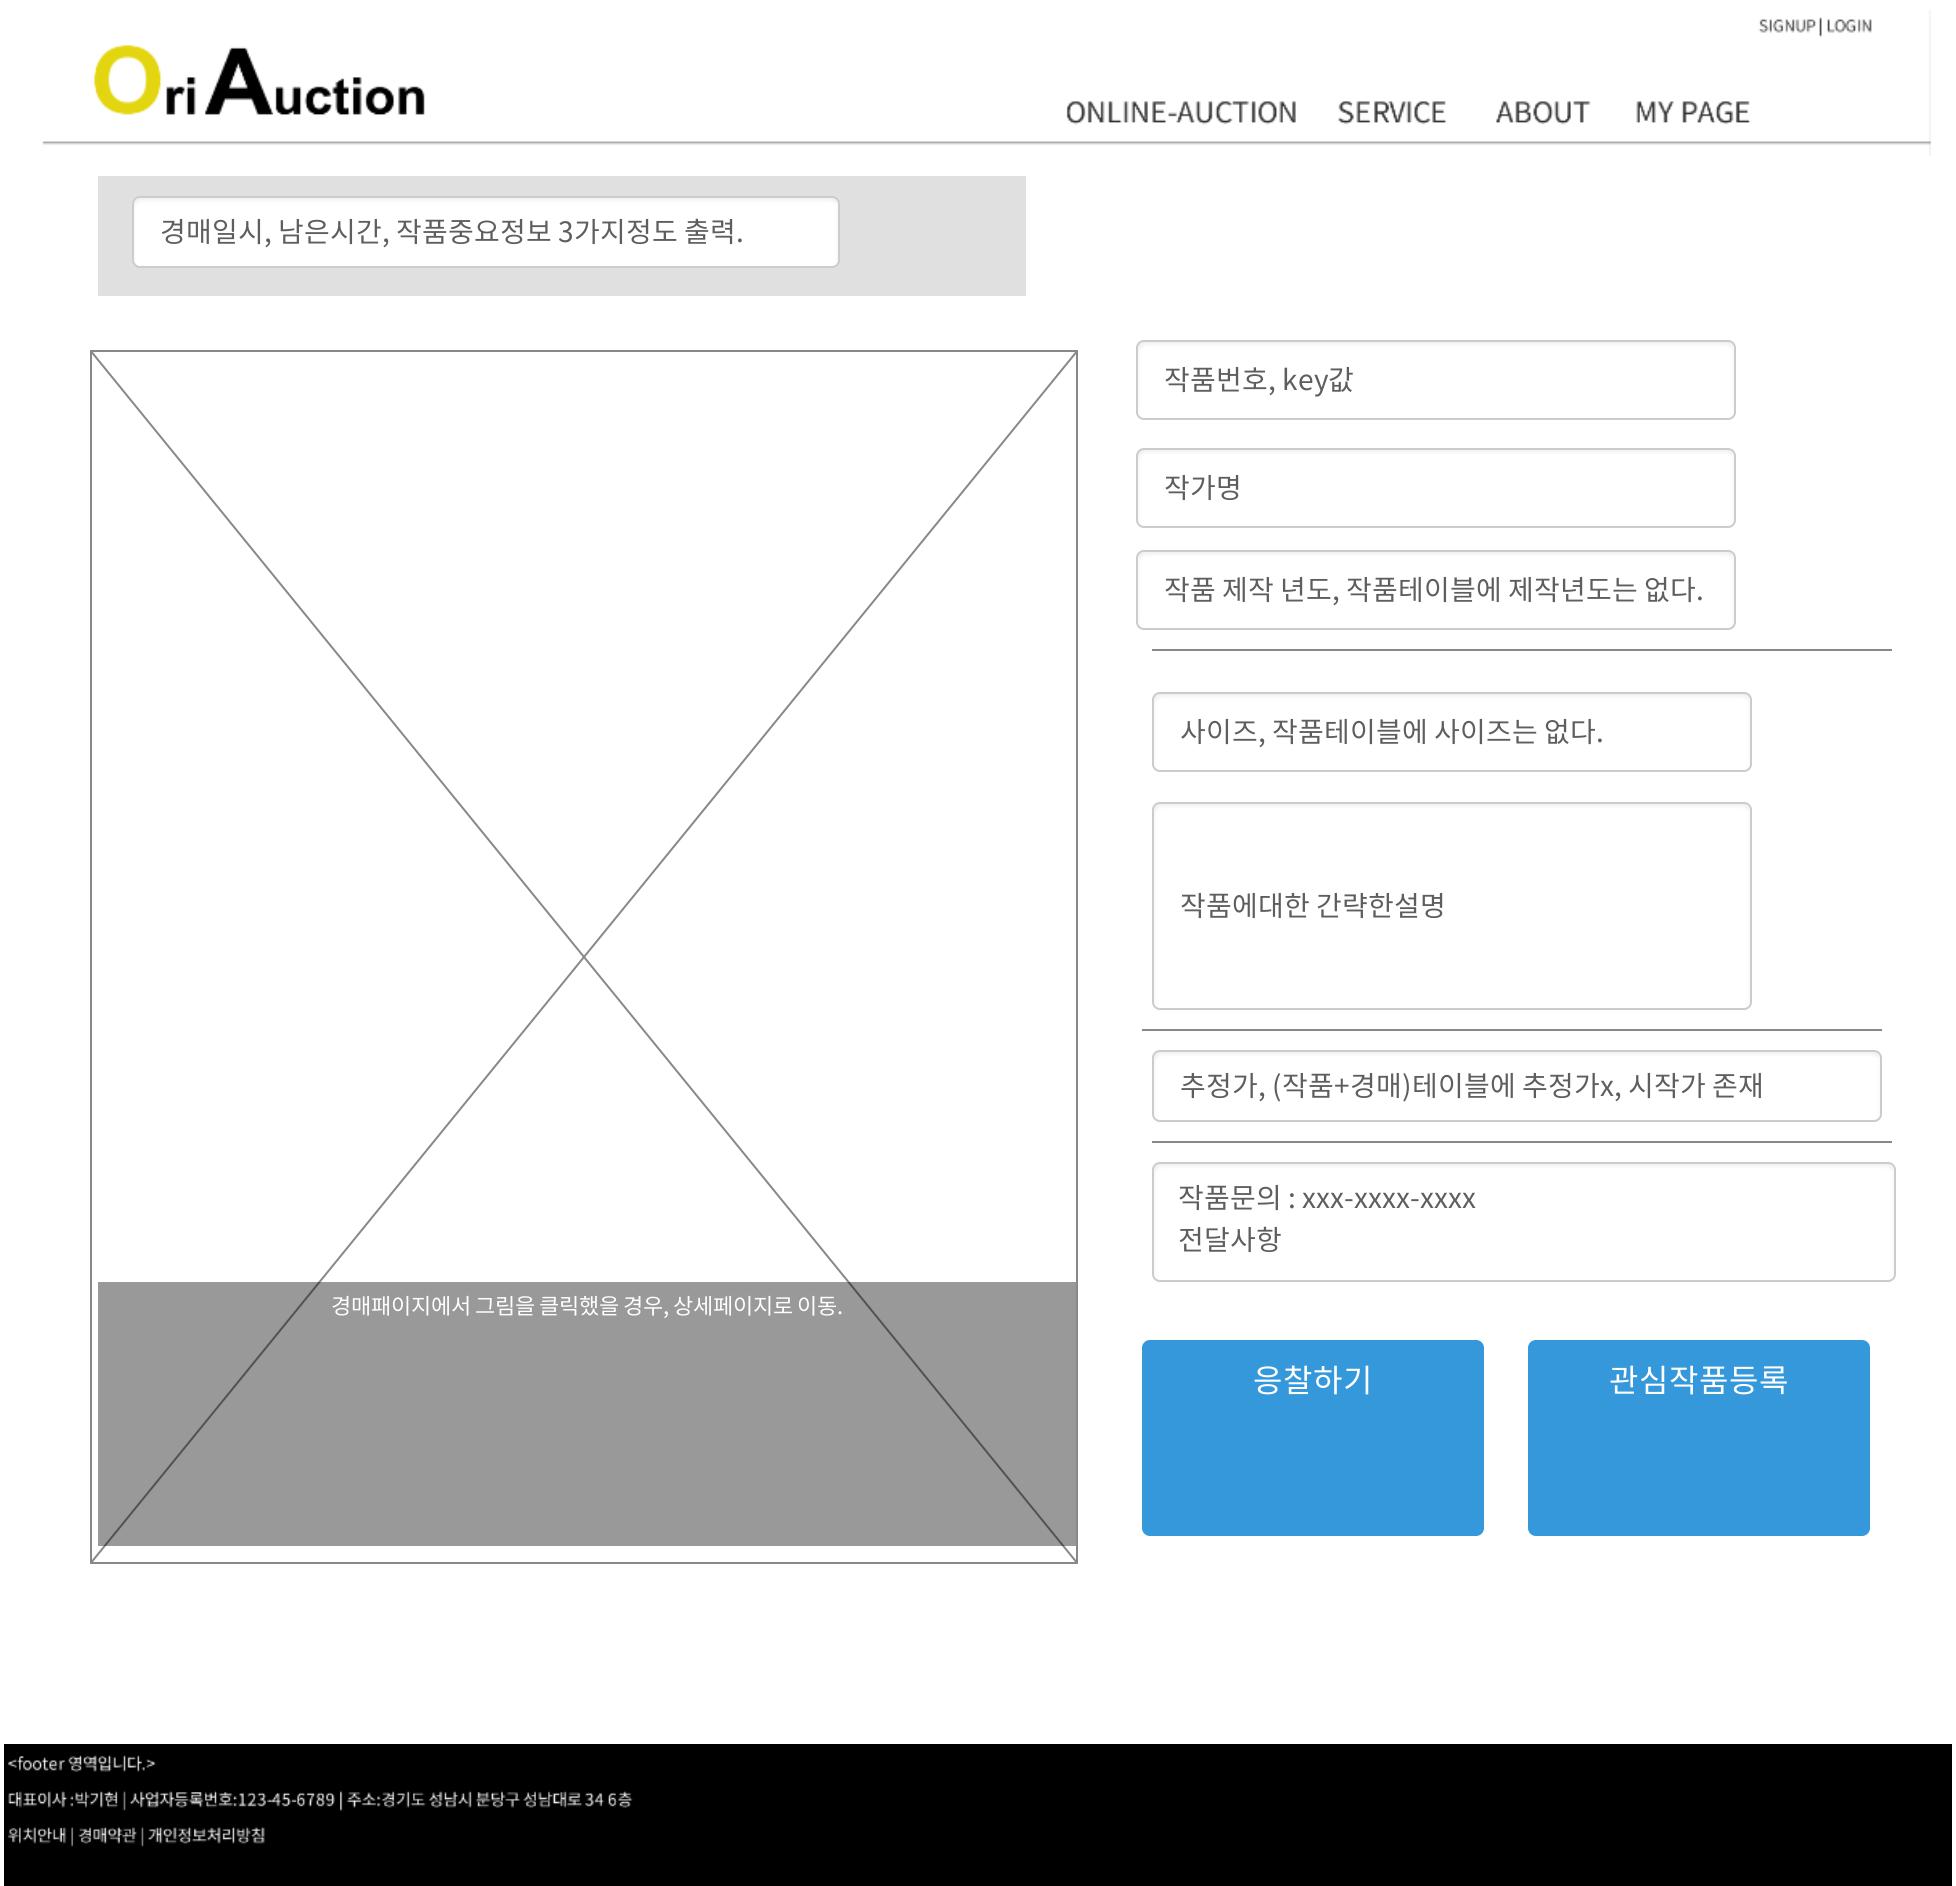 SIGNUP | LOGIN
Ori Auction
ONLINE-AUCTION SERVICE ABOUT MY PAGE
경매일시, 남은시간, 작품중요정보 3가지정도 출력.
작품번호, key값
작가명
작품 제작 년도, 작품테이블에 제작년도는 없다.
사이즈, 작품테이블에 사이즈는 없다.
작품에대한 간략한설명
추정가, (작품+경매)테이블에 추정가x, 시작가 존재
작품문의 : xxx-xxxx-xxxx
전달사항
경매패이지에서 그림을 클릭했을 경우, 상세페이지로 이동.
응찰하기 관심작품등록
<footer 영역입니다.>
대표이사 :박기현 | 사업자등록번호:123-45-6789 | 주소:경기도 성남시 분당구 성남대로 34 6층
위치안내 | 경매약관 | 개인정보처리방침